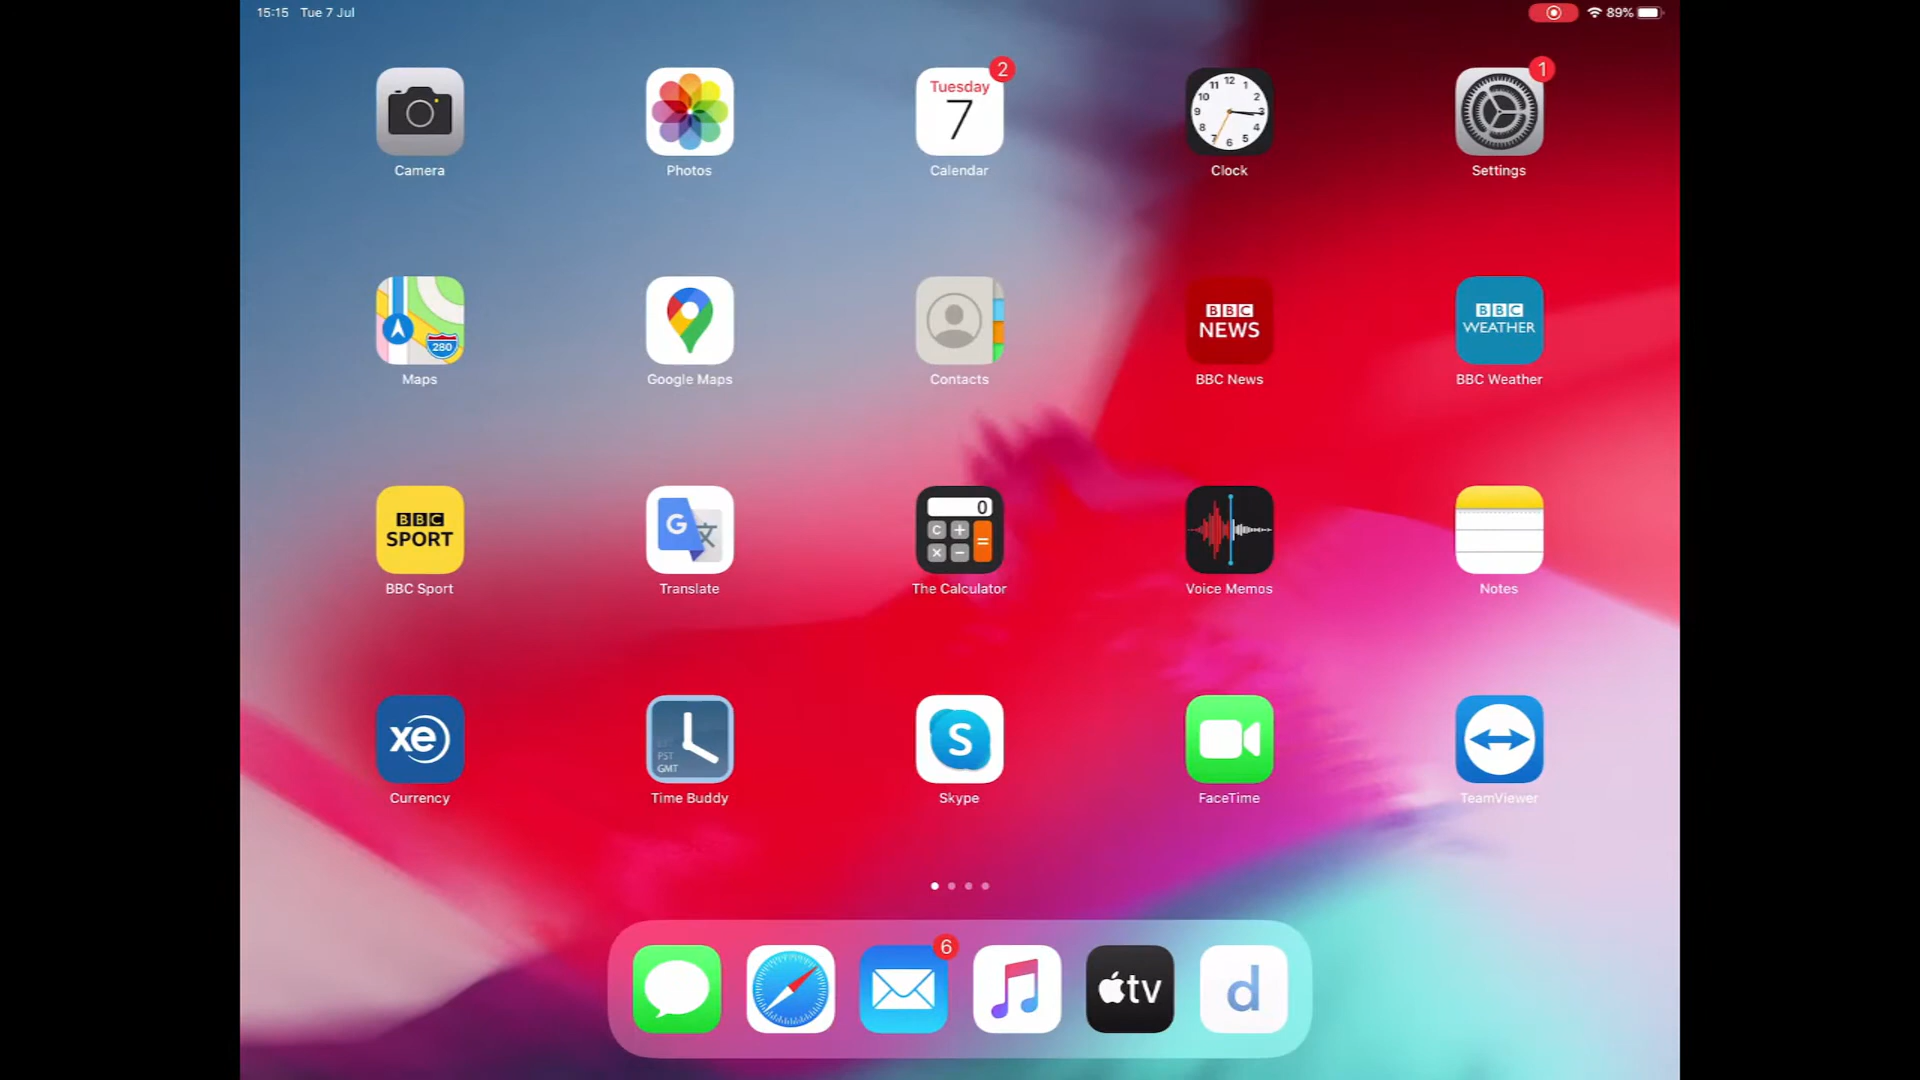 15:15 Tue 7 Jul
89%
2
1
Tuesday
7
Camera
Photos
Calendar
Clock
Settings
280
BBC
NEWS
BBC
WEATHER
Maps
Google Maps
Contacts
BBC News
BBC Weather
BBC
SPORT
G 文
0
C +
× − =
BBC Sport
Translate
The Calculator
Voice Memos
Notes
xe
PST
GMT
S
Currency
Time Buddy
Skype
FaceTime
TeamViewer
6
tv
d